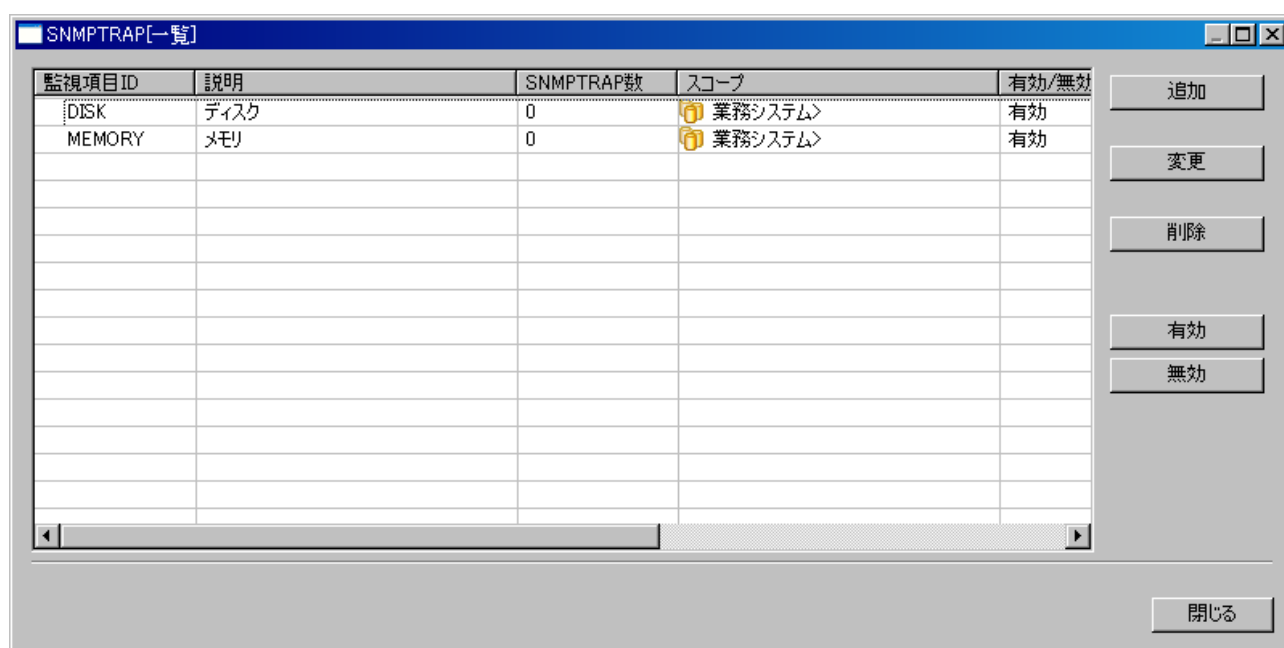 SNMPTRAP[一覧]
監視項目ID 説明 SNMPTRAP数 スコープ 有効/無効
DISK ディスク 0 業務システム> 有効
MEMORY メモリ 0 業務システム> 有効
追加
変更
削除
有効
無効
閉じる